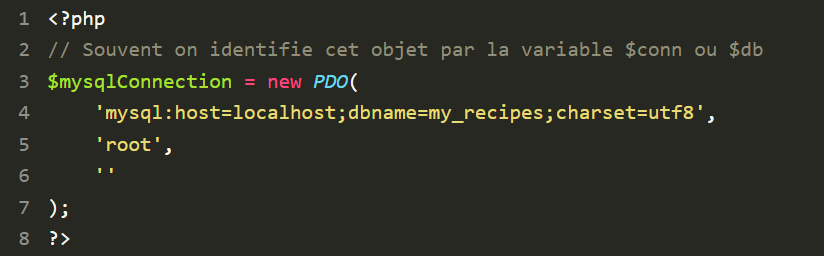 1 <?php
2 // Souvent on identifie cet objet par la variable $conn ou $db
3 $mysqlConnection = new PDO(
4     'mysql:host=localhost;dbname=my_recipes;charset=utf8',
5     'root',
6     ''
7 );
8 ?>